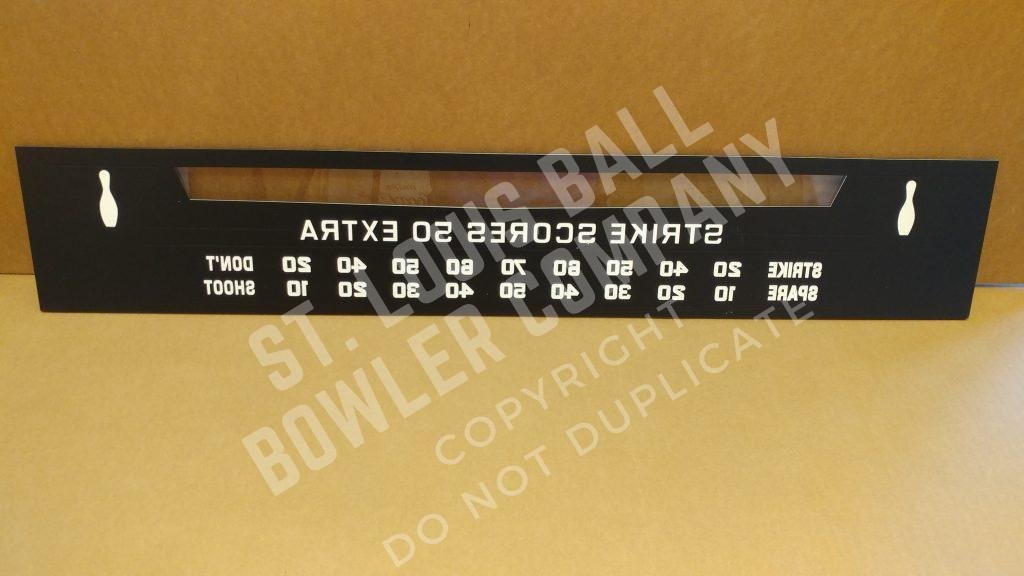 STRIKE SCORES 50 EXTRA
STRIKE 20 40 50 60 70 60 50 40 20 DON'T
SPARE 10 20 30 40 50 40 30 20 10 SHOOT
ST. LOUIS BALL
BOWLER COMPANY
COPYRIGHT
DO NOT DUPLICATE